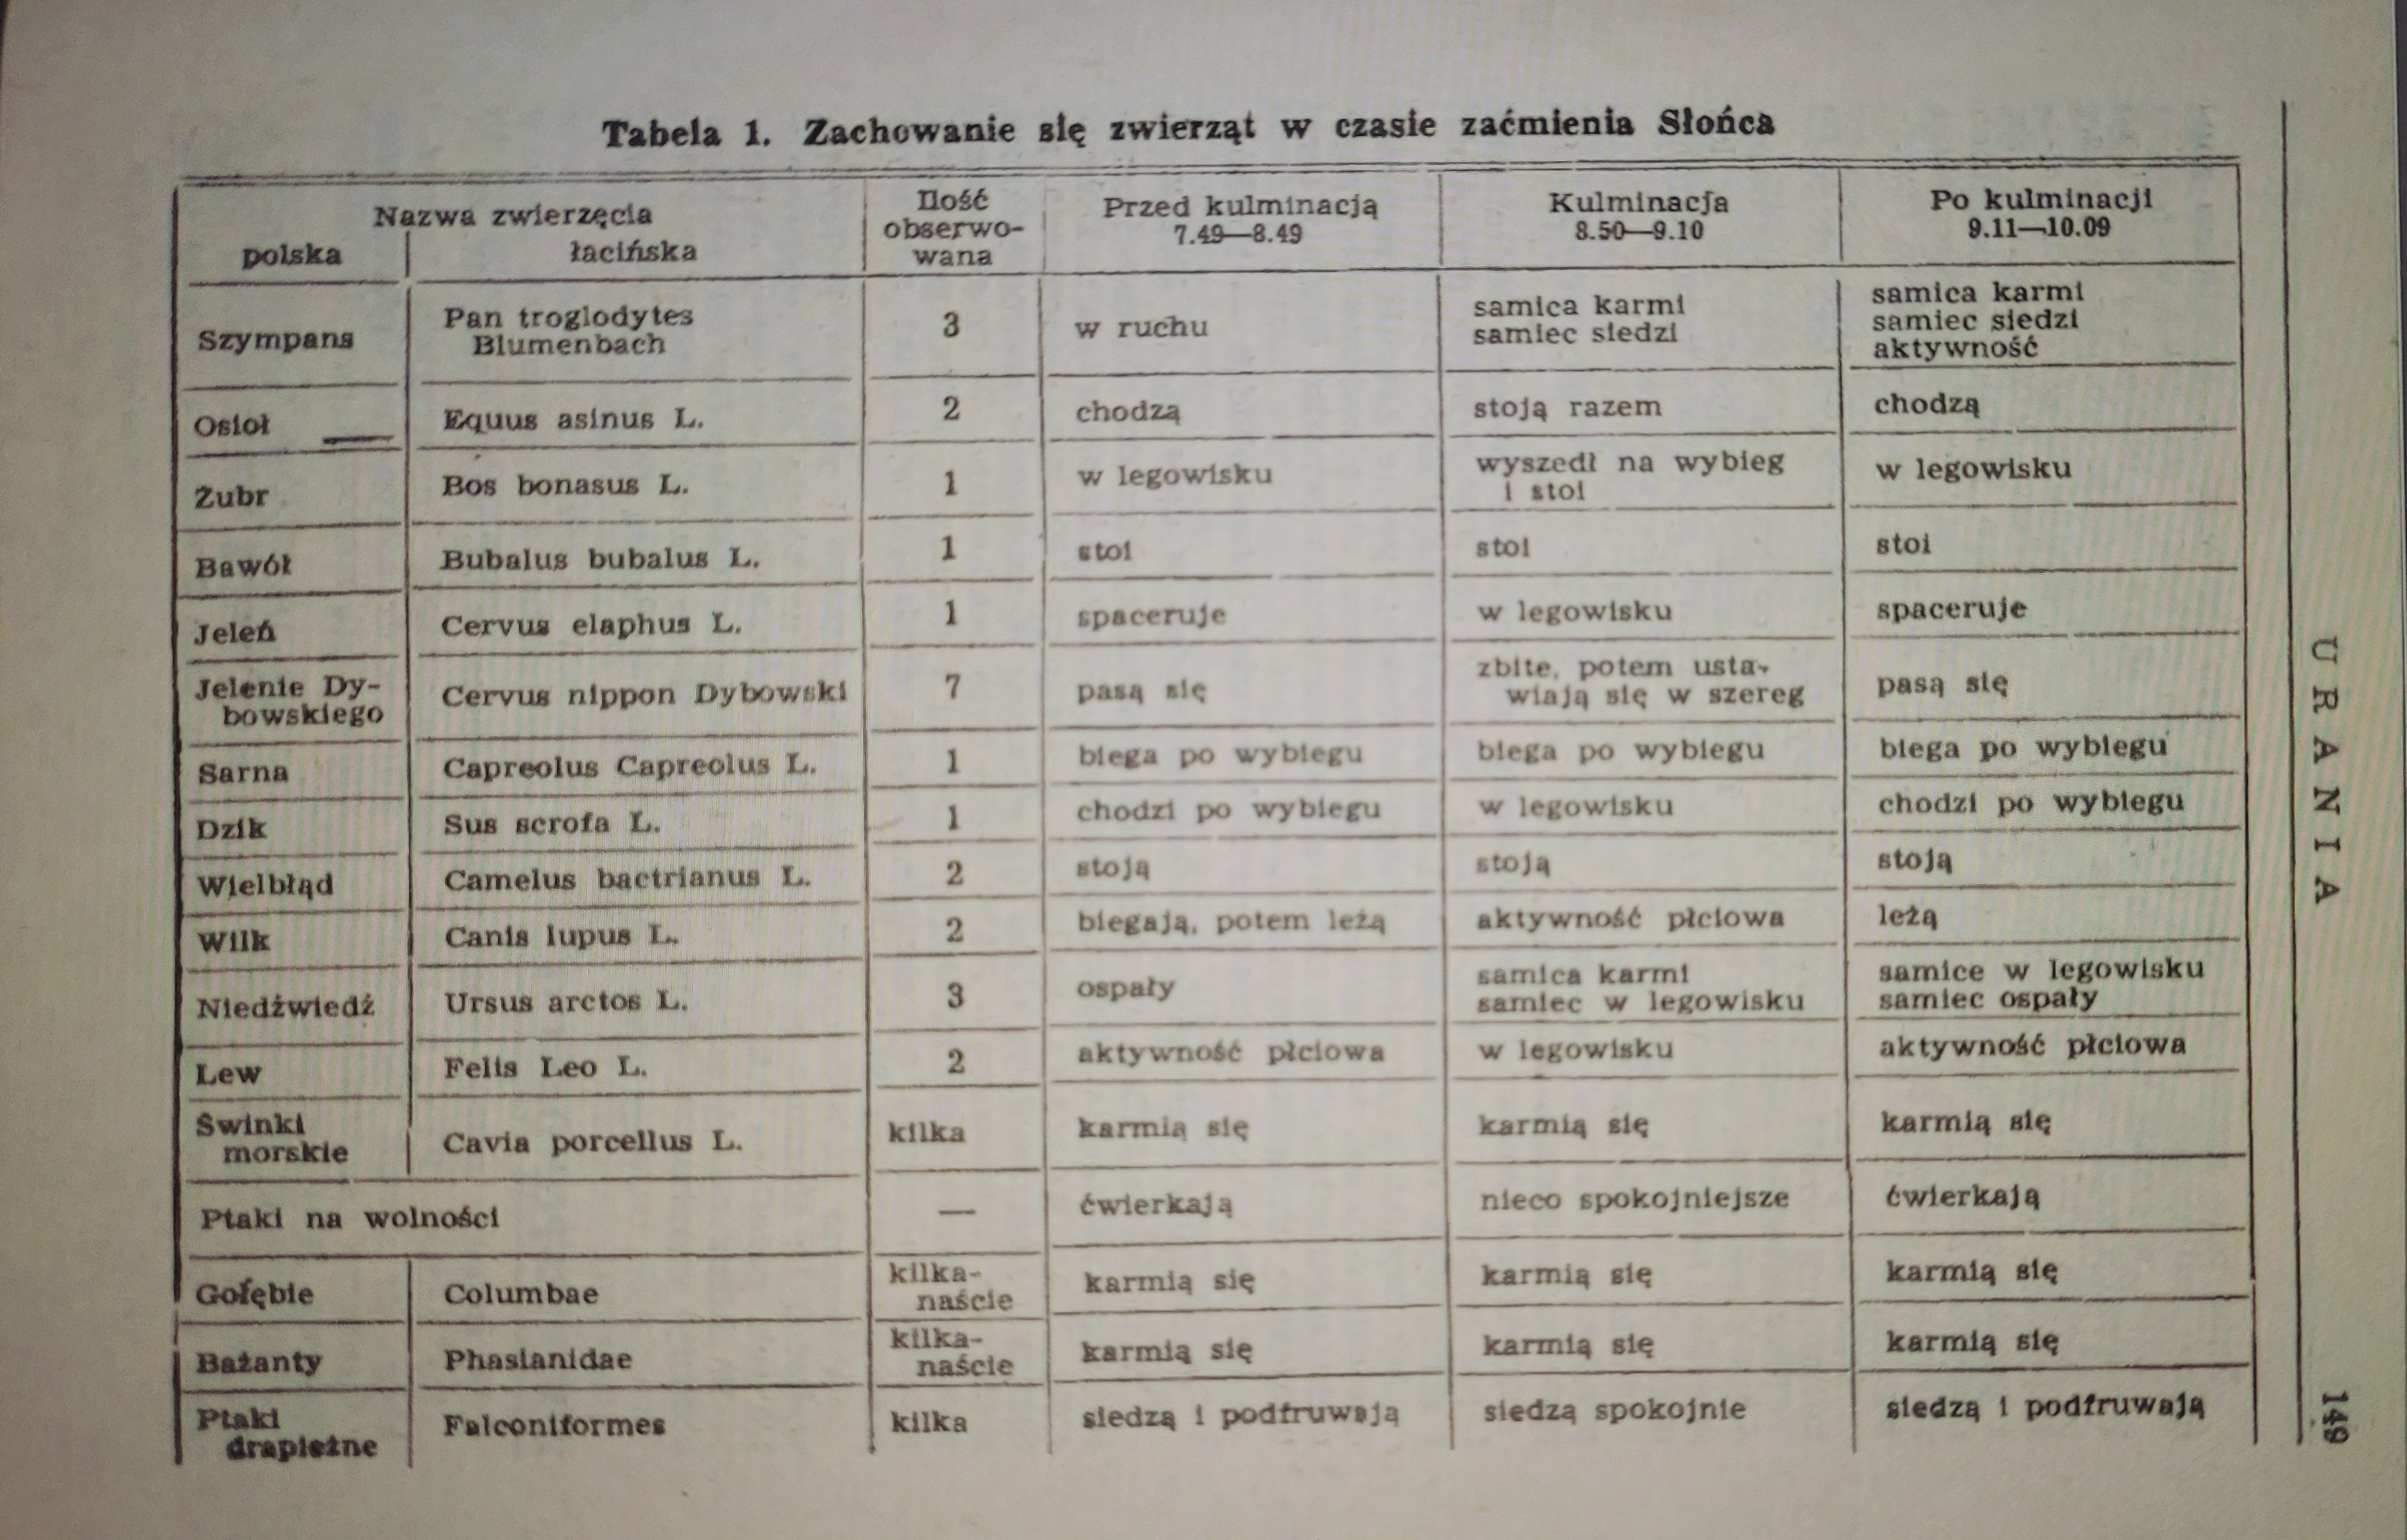 Tabela 1. Zachowanie się zwierząt w czasie zaćmienia Słońca
Nazwa zwierzęcia
polska łacińska
Ilość
obserwo-
wana
Przed kulminacją
7.49—8.49
Kulminacja
8.50—9.10
Po kulminacji
9.11—10.09
Szympans
Pan troglodytes
Blumenbach
3
w ruchu
samica karmi
samiec siedzi
samica karmi
samiec siedzi
aktywność
Osioł Equus asinus L. 2 chodzą stoją razem chodzą
Żubr Bos bonasus L. 1 w legowisku
wyszedł na wybieg
i stoi
w legowisku
Bawół Bubalus bubalus L. 1 stoi stoi stoi
Jeleń Cervus elaphus L. 1 spaceruje w legowisku spaceruje
Jelenie Dy-
bowskiego
Cervus nippon Dybowski 7 pasą się
zbite, potem usta-
wiają się w szereg
pasą się
Sarna Capreolus Capreolus L. 1 biega po wybiegu biega po wybiegu biega po wybiegu
Dzik Sus scrofa L. 1 chodzi po wybiegu w legowisku chodzi po wybiegu
Wielbłąd Camelus bactrianus L. 2 stoją stoją stoją
Wilk Canis lupus L. 2 biegają, potem leżą aktywność płciowa leżą
Niedźwiedź Ursus arctos L. 3 ospały
samica karmi
samiec w legowisku
samice w legowisku
samiec ospały
Lew Felis Leo L. 2 aktywność płciowa w legowisku aktywność płciowa
Świnki
morskie
Cavia porcellus L. kilka karmią się karmią się karmią się
Ptaki na wolności — ćwierkają nieco spokojniejsze ćwierkają
Gołębie Columbae
kilka-
naście
karmią się karmią się karmią się
Bażanty Phasianidae
kilka-
naście
karmią się karmią się karmią się
Ptaki
drapieżne
Falconiformes kilka siedzą i podfruwają siedzą spokojnie siedzą i podfruwają
URANIA
149